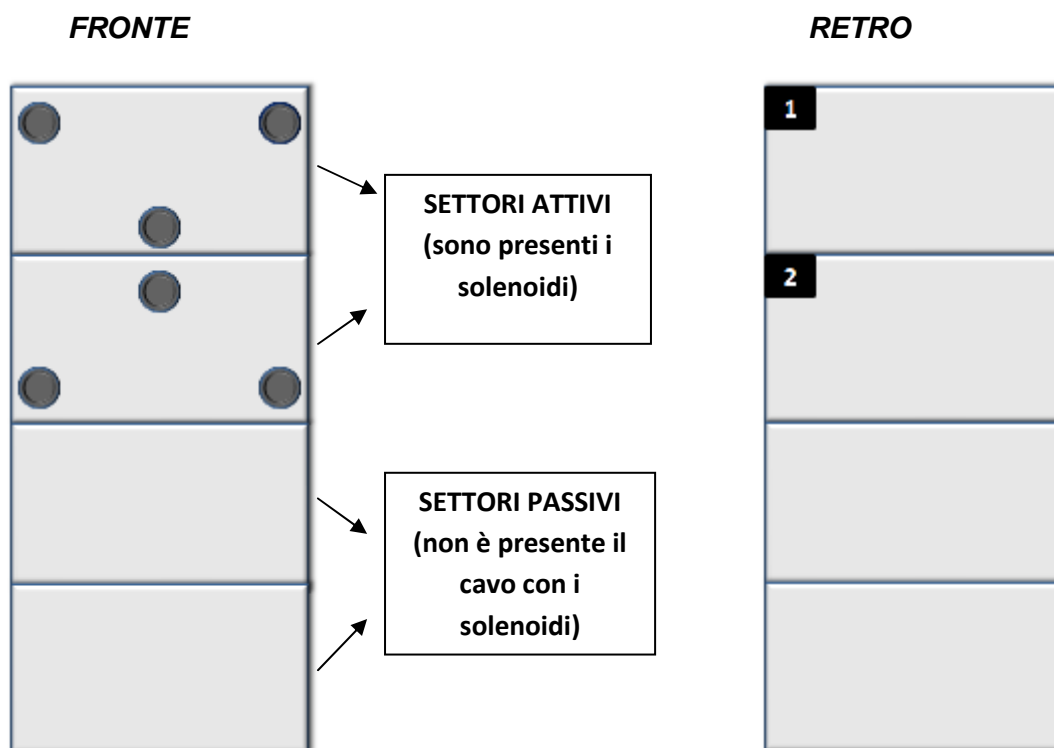 FRONTE
RETRO
1
SETTORI ATTIVI
(sono presenti i
solenoidi)
2
SETTORI PASSIVI
(non è presente il
cavo con i
solenoidi)